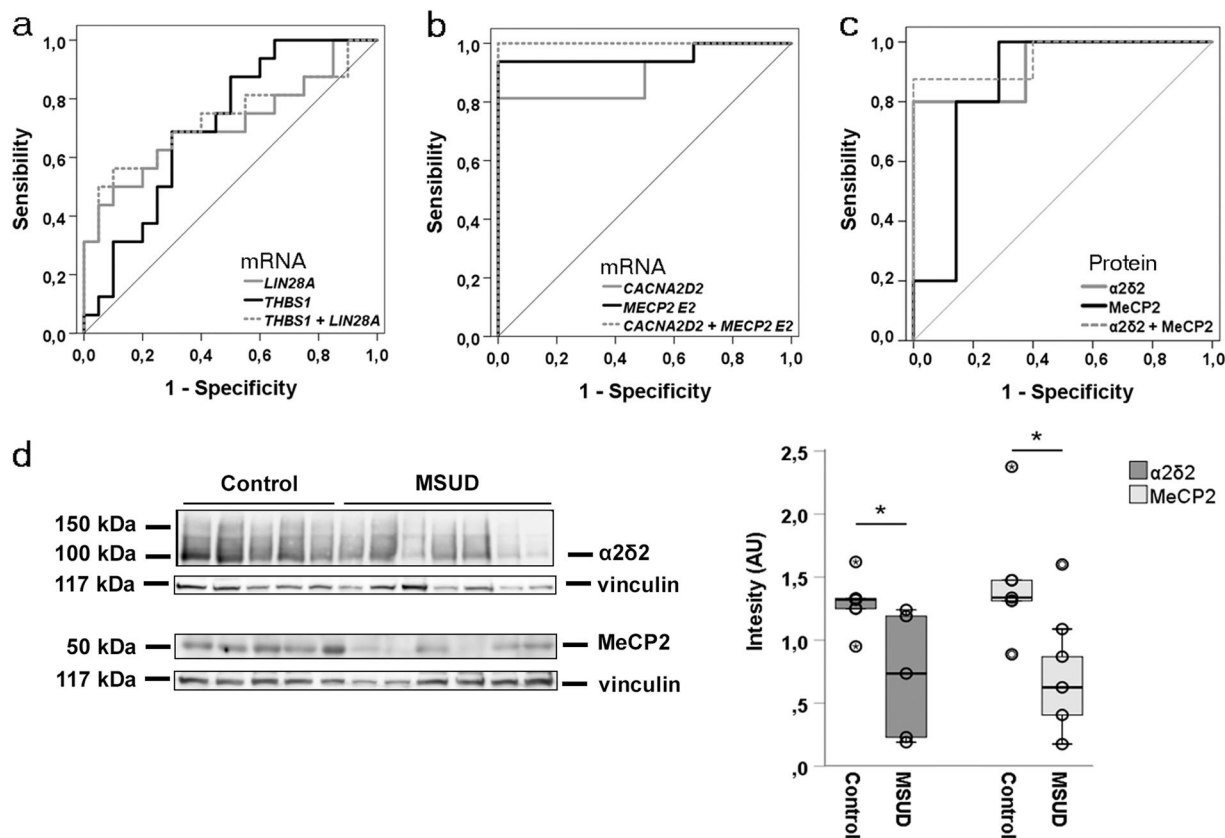 a
1,0
0,8
0,6
0,4
0,2
0,0
Sensibility
mRNA
LIN28A
THBS1
THBS1 + LIN28A
0,0 0,2 0,4 0,6 0,8 1,0
1 - Specificity
b
1,0
0,8
0,6
0,4
0,2
0,0
Sensibility
mRNA
CACNA2D2
MECP2 E2
CACNA2D2 + MECP2 E2
0,0 0,2 0,4 0,6 0,8 1,0
1 - Specificity
c
1,0
0,8
0,6
0,4
0,2
0,0
Sensibility
Protein
α2δ2
MeCP2
α2δ2 + MeCP2
0,0 0,2 0,4 0,6 0,8 1,0
1 - Specificity
d
Control MSUD
150 kDa
100 kDa
α2δ2
117 kDa
vinculin
50 kDa
MeCP2
117 kDa
vinculin
2,5
2,0
1,5
1,0
,5
,0
Intesity (AU)
*
*
α2δ2
MeCP2
Control
MSUD
Control
MSUD